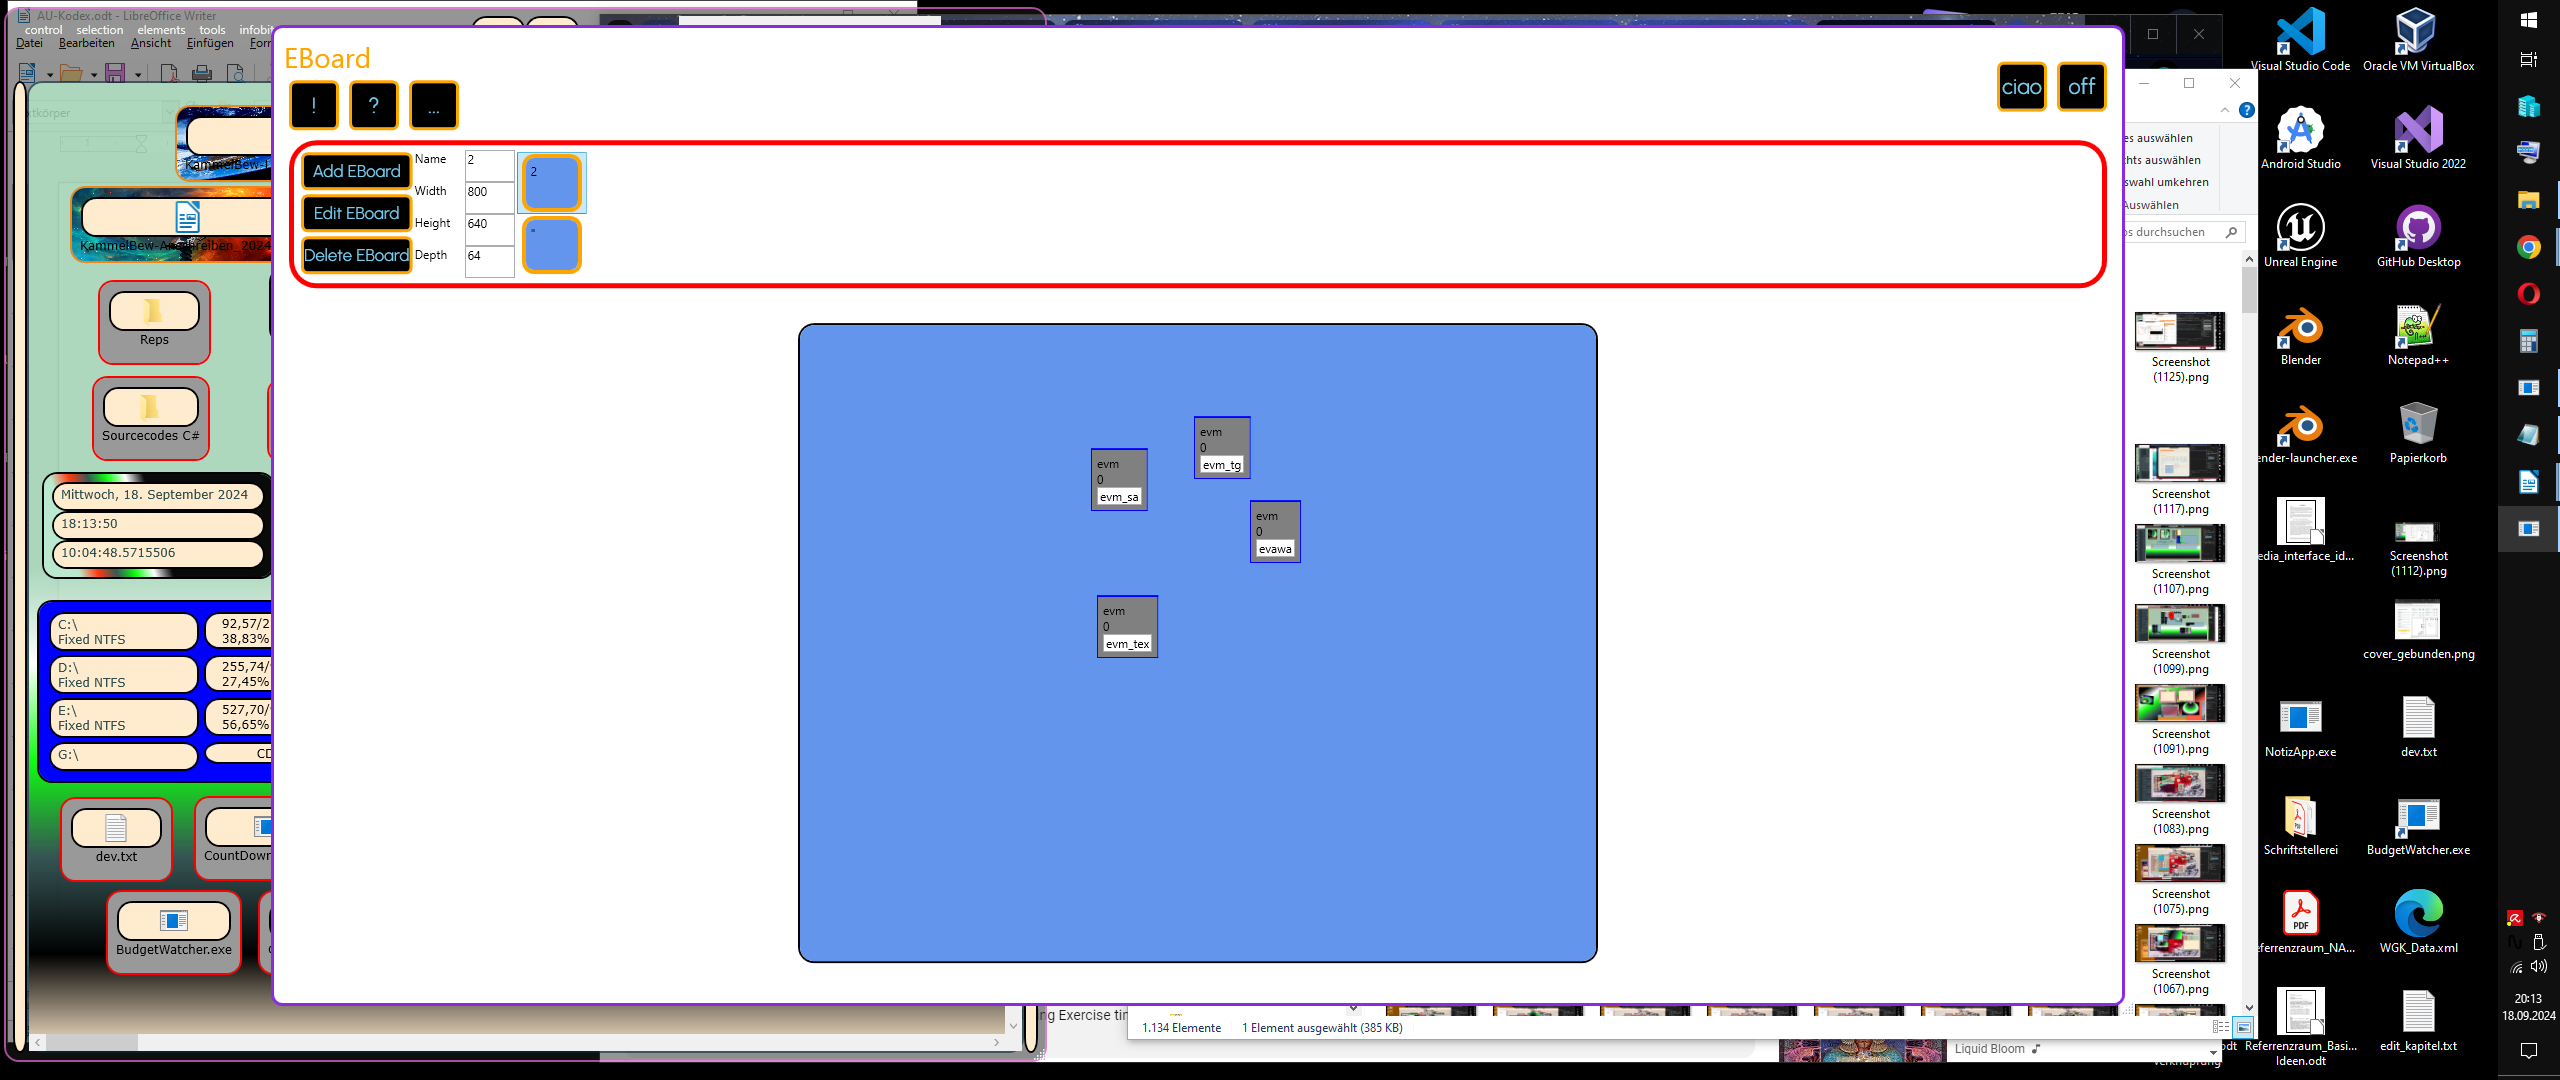 AU-Kodex.odt - LibreOffice Writer
control selection elements tools
Datei Bearbeiten Ansicht Einfügen
EBoard
! ? ...
ciao off
Add EBoard
Edit EBoard
Delete EBoard
Name 2
Width 800
Height 640
Depth 64
2
"
evm
0
evm_tg
evm
0
evm_sa
evm
0
evawa
evm
0
evm_tex
Reps
Sourcecodes C#
Mittwoch, 18. September 2024
18:13:50
10:04:48.5715506
C:\
Fixed NTFS
92,57/2
38,83%
D:\
Fixed NTFS
255,74/
27,45%
E:\
Fixed NTFS
527,70/
56,65%
G:\
CD
dev.txt
CountDown
BudgetWatcher.exe
ng Exercise tim
1.134 Elemente 1 Element ausgewählt (385 KB)
Liquid Bloom
es auswählen
hts auswählen
swahl umkehren
Auswählen
os durchsuchen
Screenshot
(1125).png
Screenshot
(1117).png
Screenshot
(1107).png
Screenshot
(1099).png
Screenshot
(1091).png
Screenshot
(1083).png
Screenshot
(1075).png
Screenshot
(1067).png
Visual Studio Code
Oracle VM VirtualBox
Android Studio
Visual Studio 2022
Unreal Engine
GitHub Desktop
Blender
Notepad++
ender-launcher.exe
Papierkorb
edia_interface_id...
Screenshot
(1112).png
cover_gebunden.png
NotizApp.exe
dev.txt
Schriftstellerei
BudgetWatcher.exe
eferrenzraum_NA...
WGK_Data.xml
Referrenzraum_Basi...
Ideen.odt
edit_kapitel.txt
20:13
18.09.2024